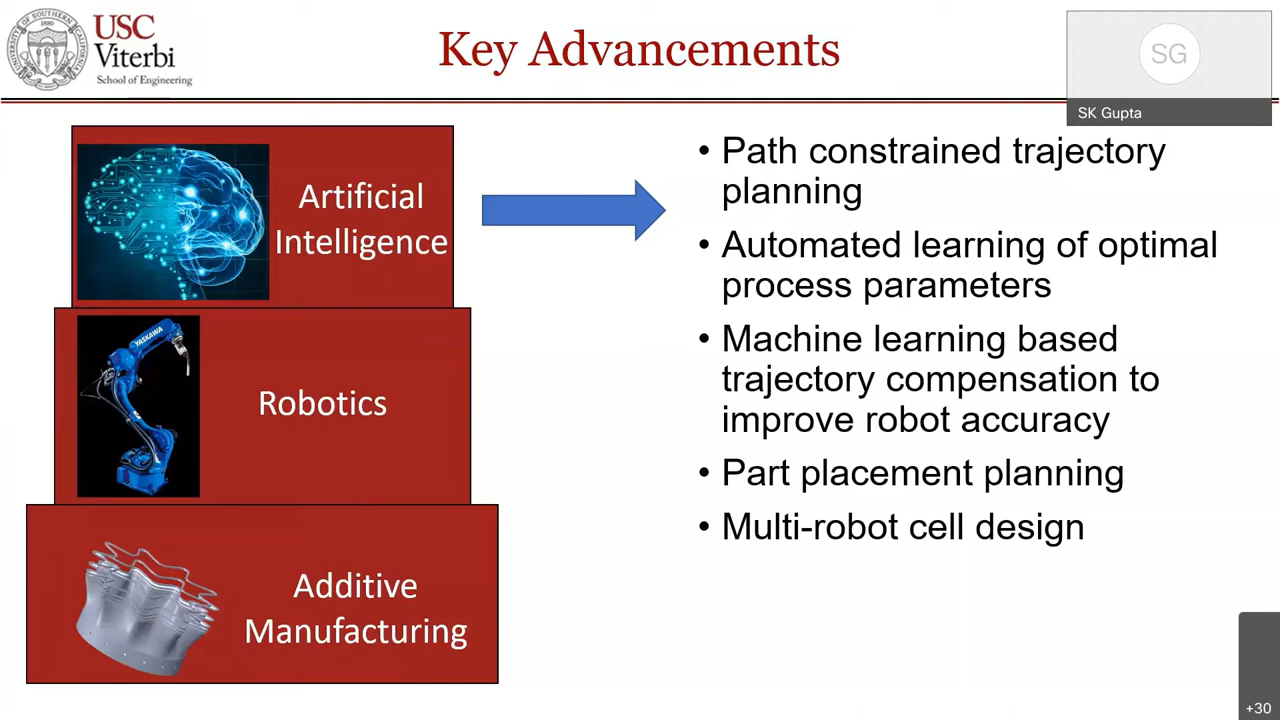 USC
Viterbi
School of Engineering
Key Advancements
SG
SK Gupta
Artificial
Intelligence
YASKAWA
Robotics
Additive
Manufacturing
• Path constrained trajectory
planning
• Automated learning of optimal
process parameters
• Machine learning based
trajectory compensation to
improve robot accuracy
• Part placement planning
• Multi-robot cell design
+30